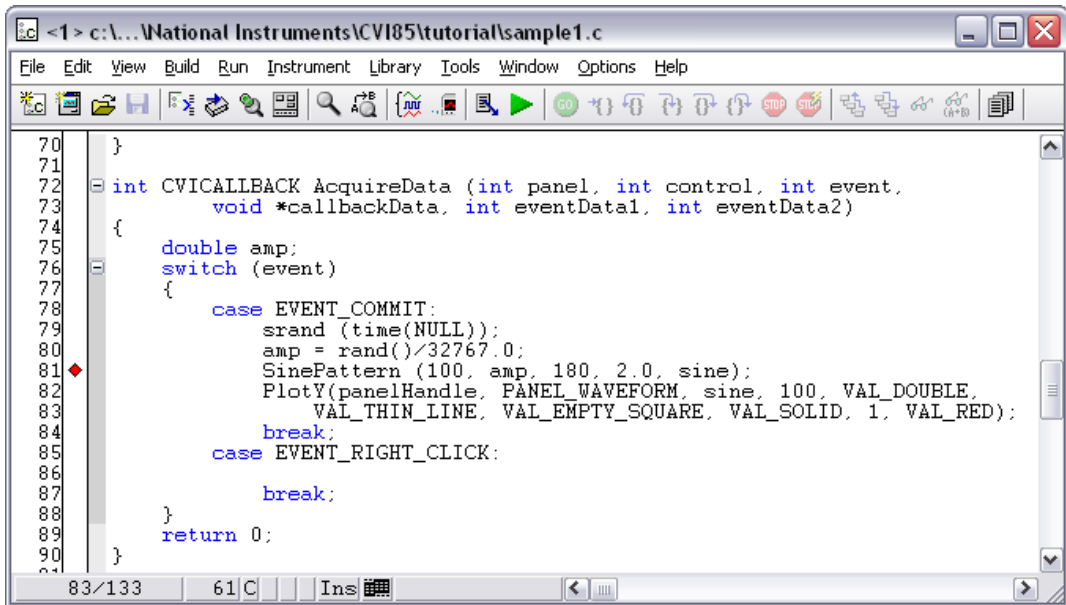 <1> c:\...\National Instruments\CVI85\tutorial\sample1.c
File Edit View Build Run Instrument Library Tools Window Options Help
GO STOP STOP (A+B)
70 }
71
72 int CVICALLBACK AcquireData (int panel, int control, int event,
73 void *callbackData, int eventData1, int eventData2)
74 {
75 double amp;
76 switch (event)
77 {
78 case EVENT_COMMIT:
79 srand (time(NULL));
80 amp = rand()/32767.0;
81 SinePattern (100, amp, 180, 2.0, sine);
82 PlotY(panelHandle, PANEL_WAVEFORM, sine, 100, VAL_DOUBLE,
83 VAL_THIN_LINE, VAL_EMPTY_SQUARE, VAL_SOLID, 1, VAL_RED);
84 break;
85 case EVENT_RIGHT_CLICK:
86
87 break;
88 }
89 return 0;
90 }
83/133 61 C Ins